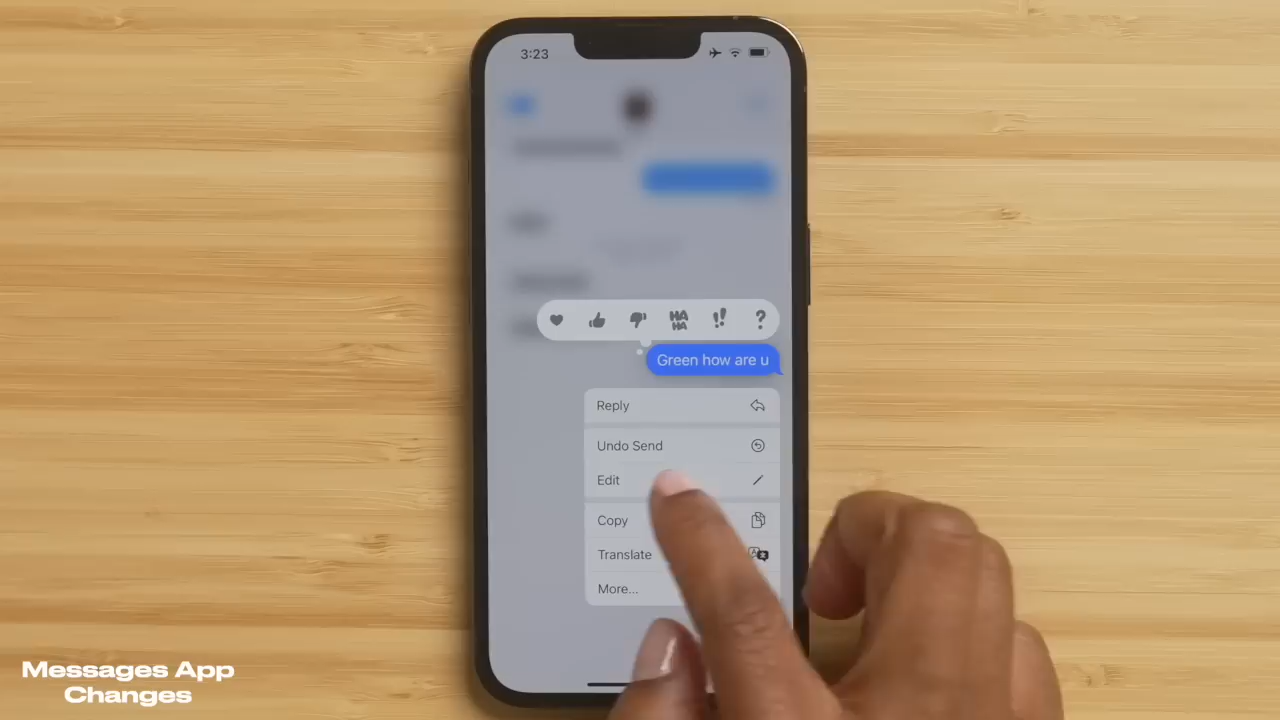 3:23
HA
HA
!!
?
Green how are u
Reply
Undo Send
Edit
Copy
Translate
More...
Messages App
Changes